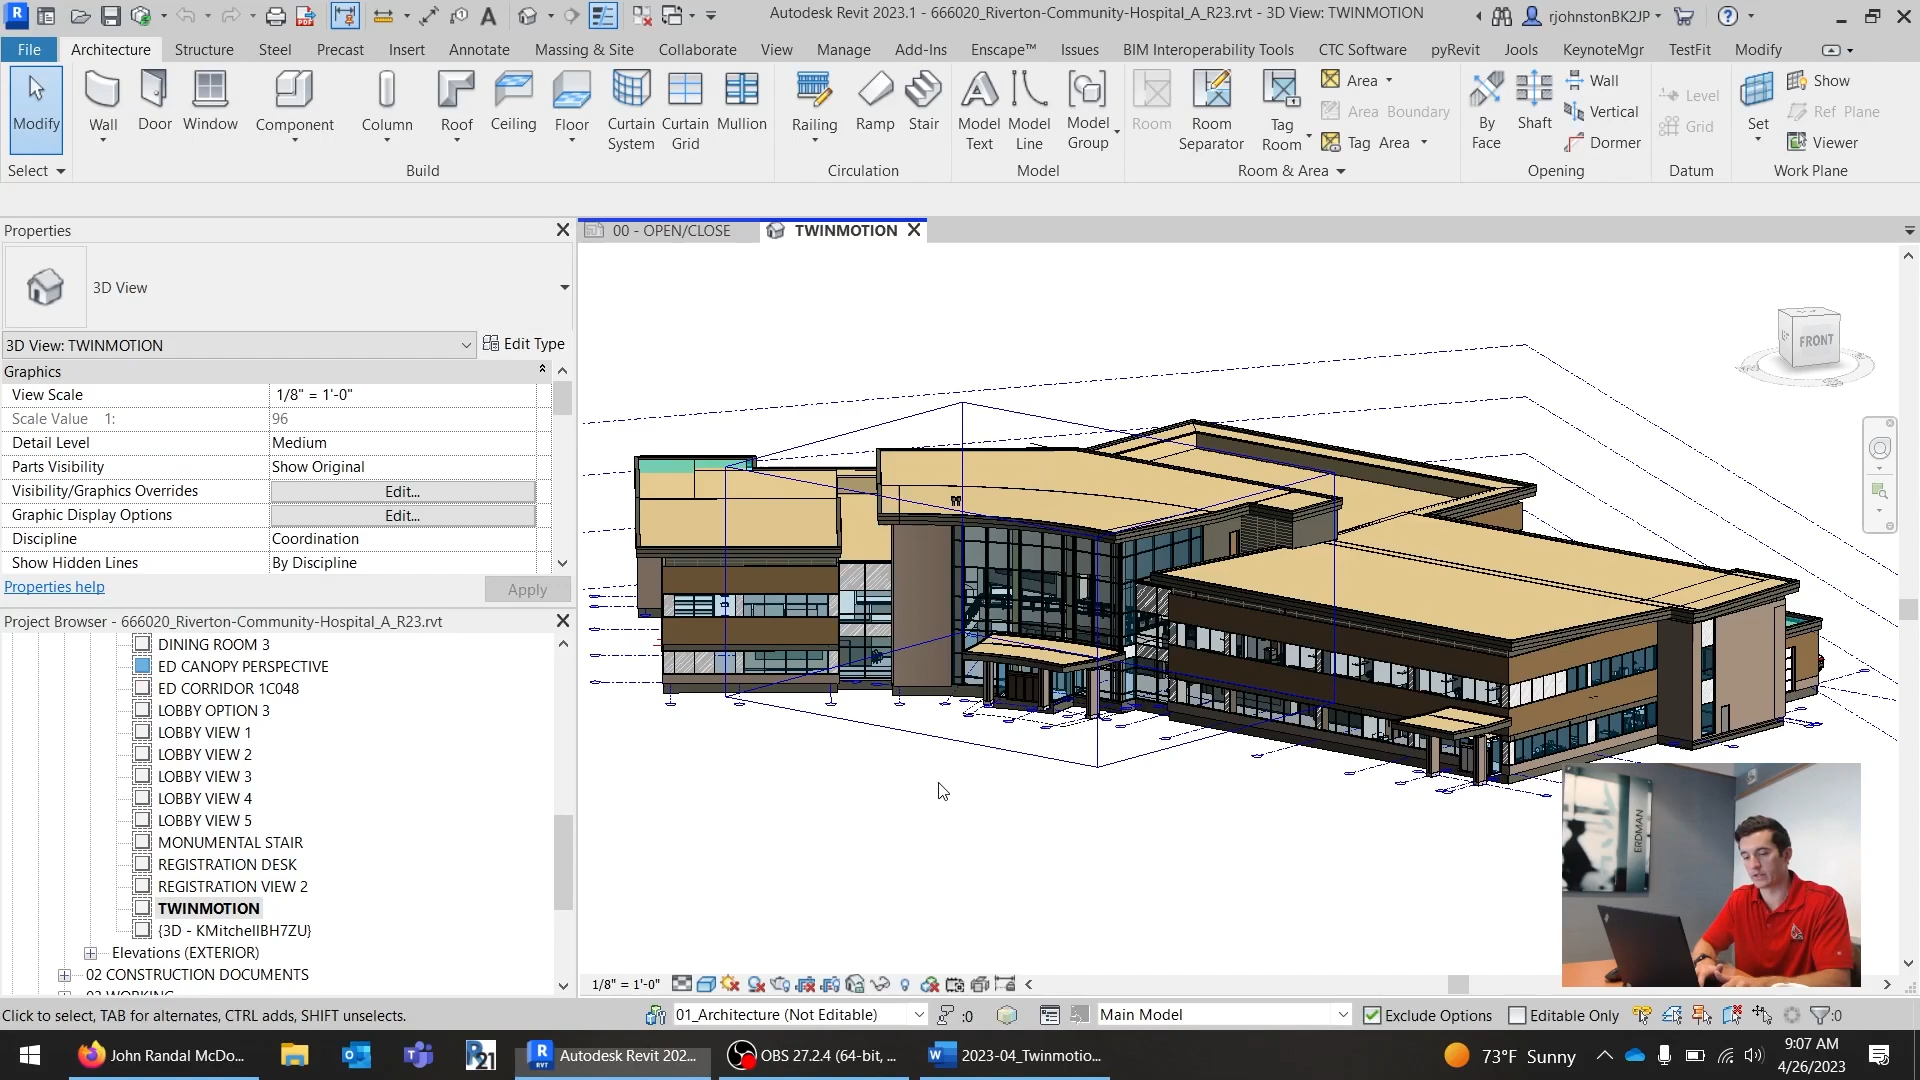 Autodesk Revit 2023.1 - 666020_Riverton-Community-Hospital_A_R23.rvt - 3D View: TWINMOTION
rjohnstonBK2JP
File Architecture Structure Steel Precast Insert Annotate Massing & Site Collaborate View Manage Add-Ins Enscape™ Issues BIM Interoperability Tools CTC Software pyRevit Jools KeynoteMgr TestFit Modify
Modify Wall Door Window Component Column Roof Ceiling Floor Curtain System Curtain Grid Mullion Railing Ramp Stair Model Text Model Line Model Group Room Room Separator Tag Room Area Area Boundary Tag Area By Face Shaft Wall Vertical Dormer Level Grid Set Show Ref Plane Viewer
Select Build Circulation Model Room & Area Opening Datum Work Plane
Properties
00 - OPEN/CLOSE TWINMOTION
3D View
3D View: TWINMOTION Edit Type
Graphics
View Scale 1/8" = 1'-0"
Scale Value 1: 96
Detail Level Medium
Parts Visibility Show Original
Visibility/Graphics Overrides Edit...
Graphic Display Options Edit...
Discipline Coordination
Show Hidden Lines By Discipline
Properties help Apply
Project Browser - 666020_Riverton-Community-Hospital_A_R23.rvt
DINING ROOM 3
ED CANOPY PERSPECTIVE
ED CORRIDOR 1C048
LOBBY OPTION 3
LOBBY VIEW 1
LOBBY VIEW 2
LOBBY VIEW 3
LOBBY VIEW 4
LOBBY VIEW 5
MONUMENTAL STAIR
REGISTRATION DESK
REGISTRATION VIEW 2
TWINMOTION
{3D - KMitchellBH7ZU}
Elevations (EXTERIOR)
02 CONSTRUCTION DOCUMENTS
FRONT
ERDMAN
1/8" = 1'-0"
Click to select, TAB for alternates, CTRL adds, SHIFT unselects.
01_Architecture (Not Editable) :0 Main Model Exclude Options Editable Only :0
John Randal McDo... R21 Autodesk Revit 202... OBS 27.2.4 (64-bit, ... 2023-04_Twinmotio...
73°F Sunny
9:07 AM
4/26/2023